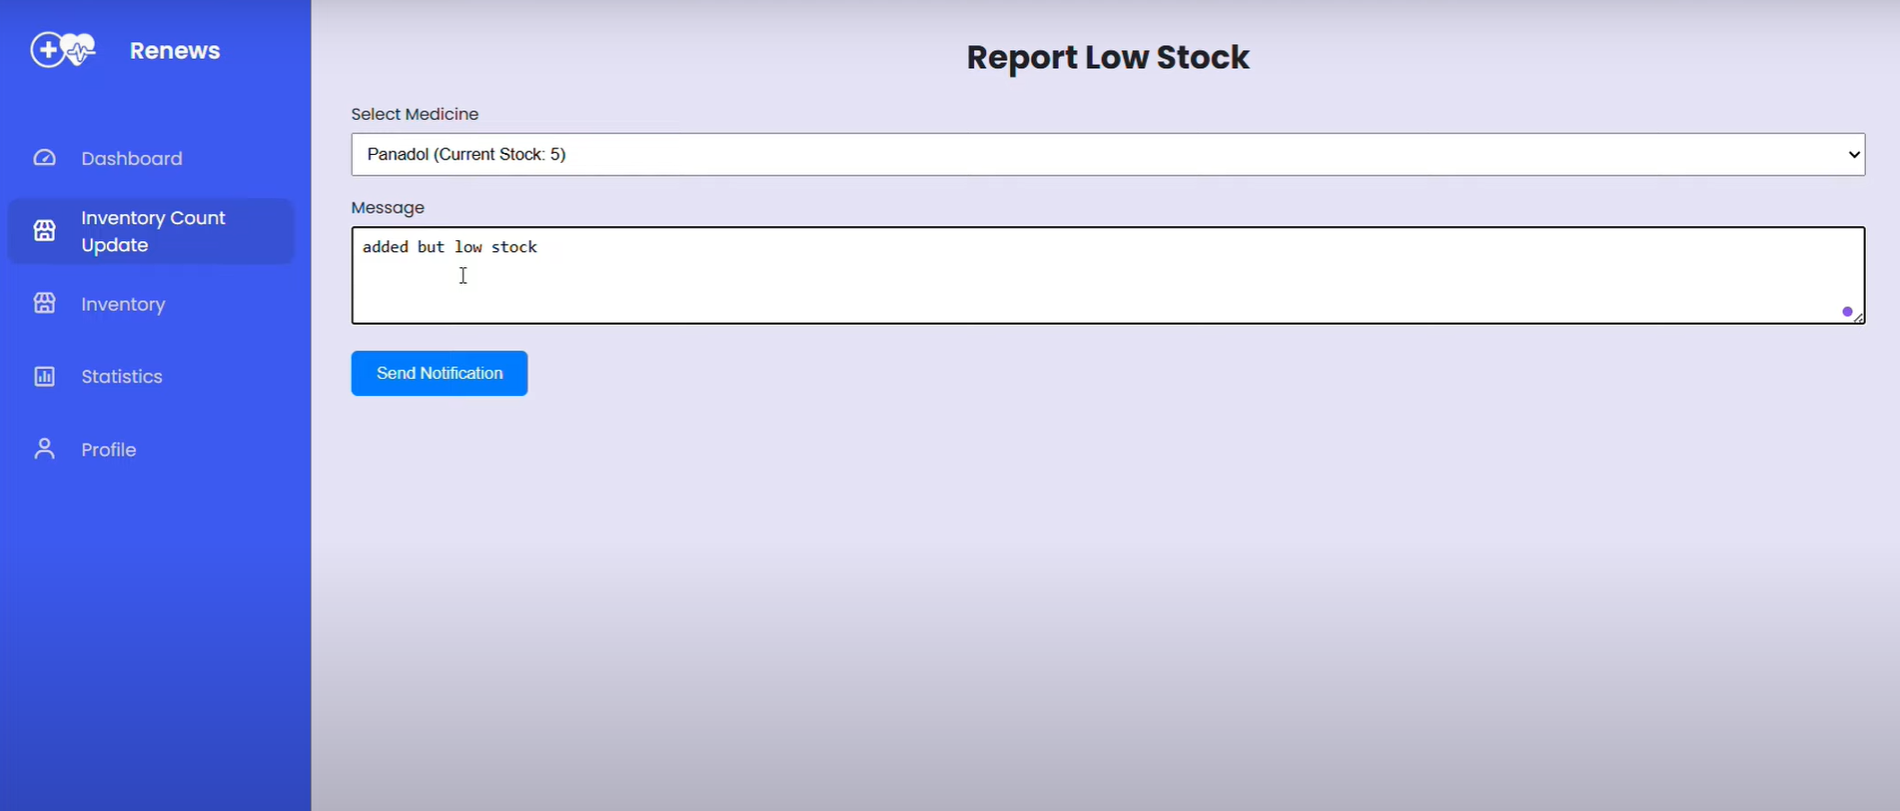 Renews
Dashboard
Inventory Count
Update
Inventory
Statistics
Profile
Report Low Stock
Select Medicine
Panadol (Current Stock: 5)
Message
added but low stock
Send Notification